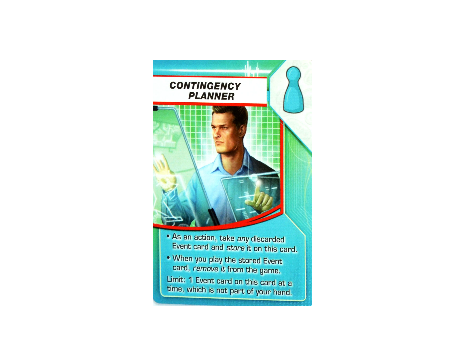 CONTINGENCY
PLANNER
• As an action, take any discarded
Event card and store it on this card.
• When you play the stored Event
card, remove it from the game.
Limit: 1 Event card on this card at a
time, which is not part of your hand.